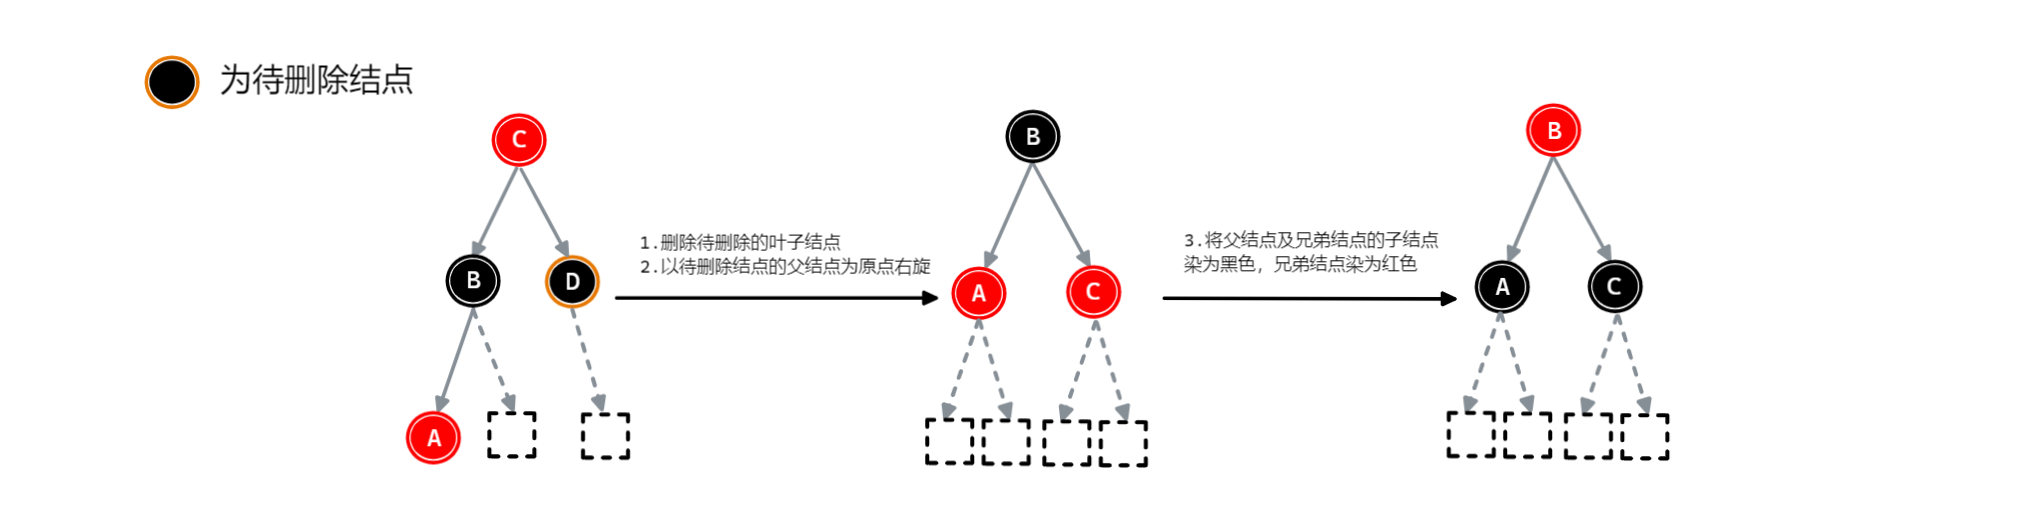 为待删除结点
C
B
D
A
1.删除待删除的叶子结点
2.以待删除结点的父结点为原点右旋
B
A
C
3.将父结点及兄弟结点的子结点
染为黑色，兄弟结点染为红色
B
A
C